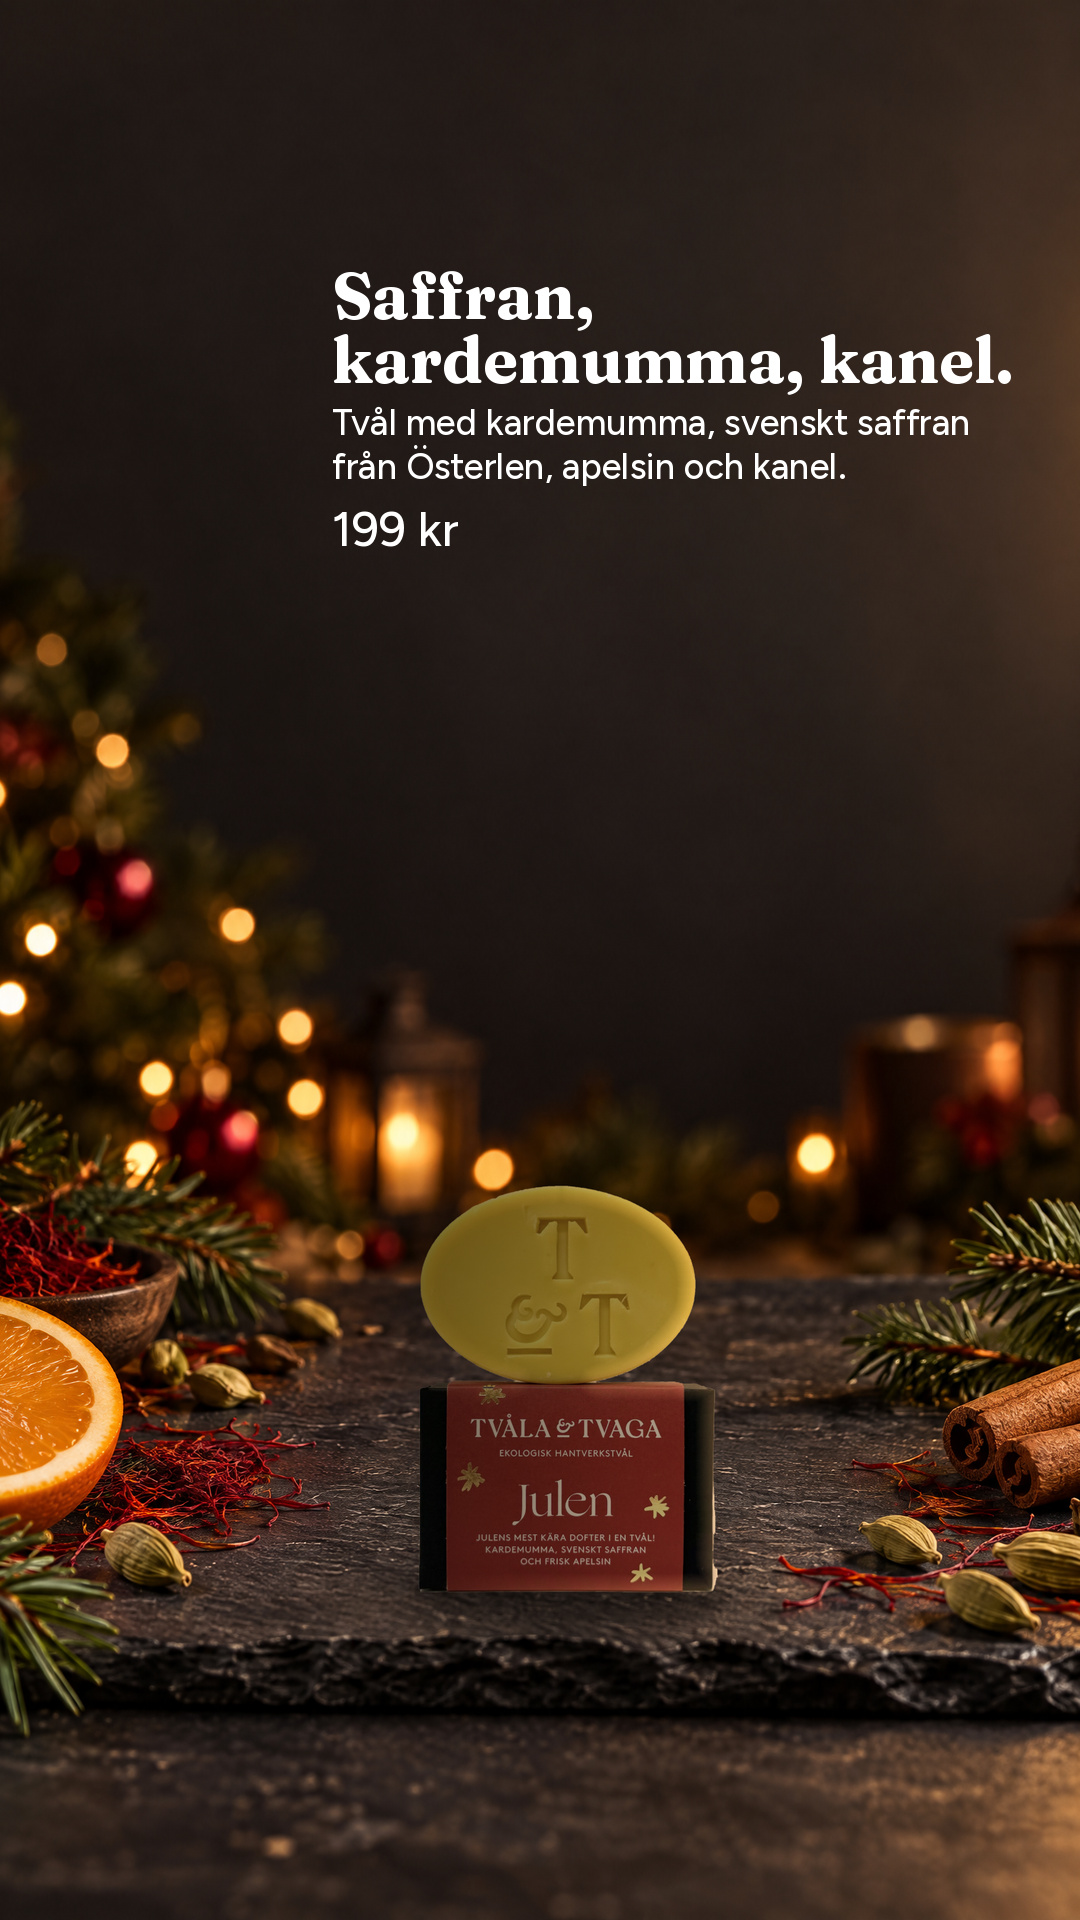 Saffran,
kardemumma, kanel.
Tvål med kardemumma, svenskt saffran
från Österlen, apelsin och kanel.
199 kr
T
& T
TVÅLA & TVAGA
EKOLOGISK HANTVERKSTVÅL
Julen
JULENS MEST KÄRA DOFTER I EN TVÅL!
KARDEMUMMA, SVENSKT SAFFRAN
OCH FRISK APELSIN